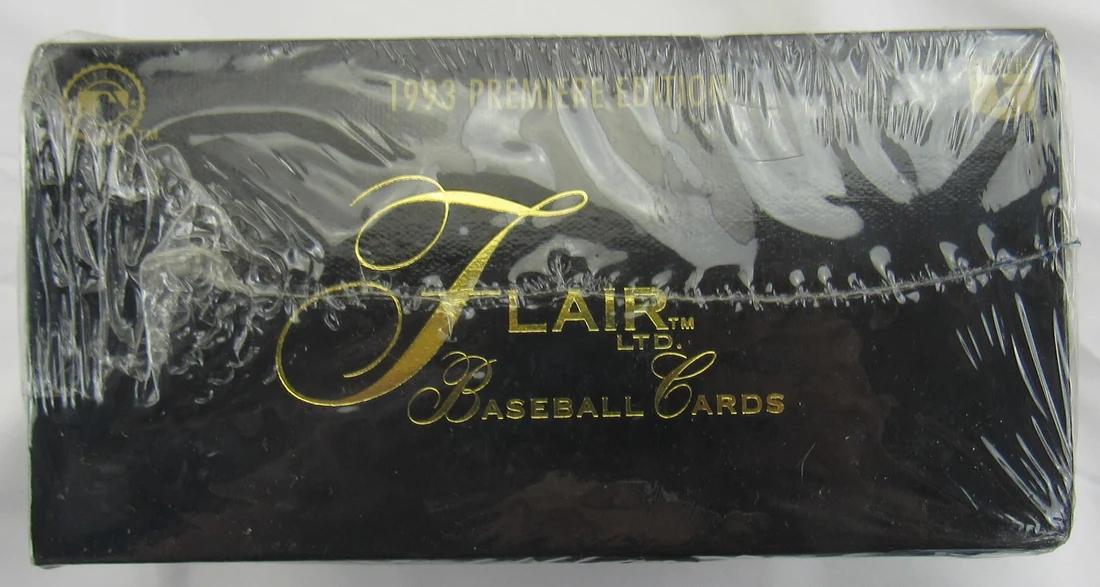 1993 PREMIERE EDITION
FLAIR™
LTD.
BASEBALL CARDS